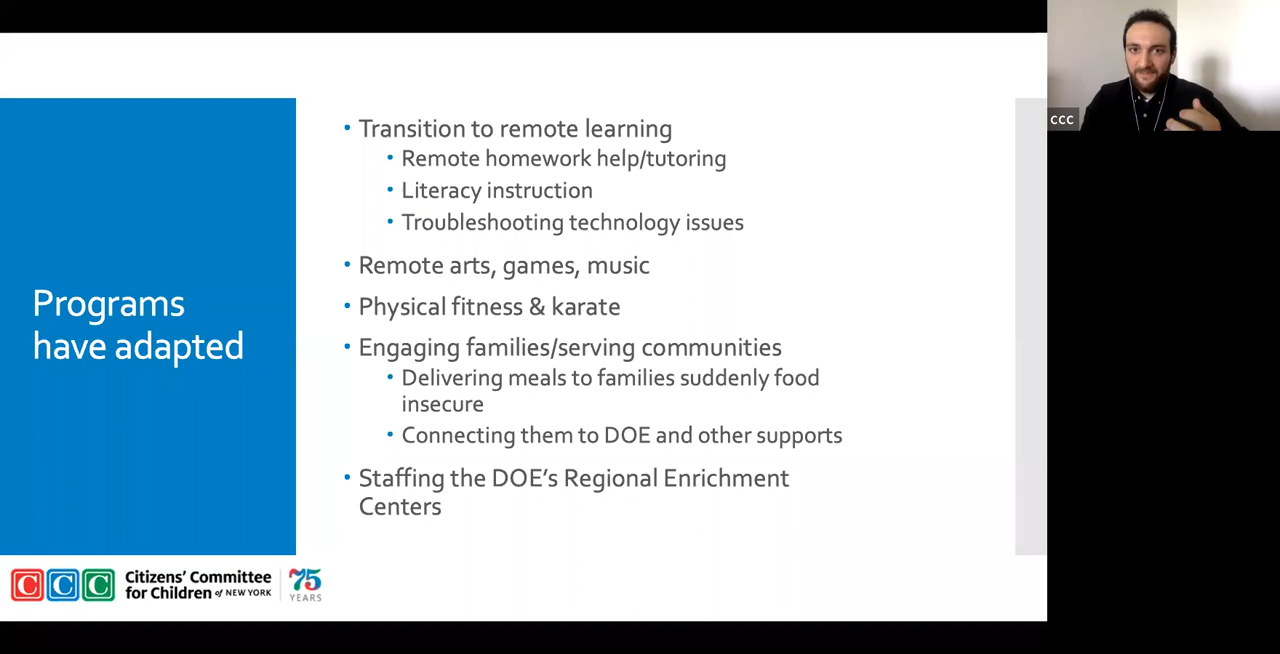 Programs
have adapted
Transition to remote learning
Remote homework help/tutoring
Literacy instruction
Troubleshooting technology issues
Remote arts, games, music
Physical fitness & karate
Engaging families/serving communities
Delivering meals to families suddenly food
insecure
Connecting them to DOE and other supports
Staffing the DOE's Regional Enrichment
Centers
CCC
Citizens' Committee
for Children of NEW YORK
75
YEARS
ccc